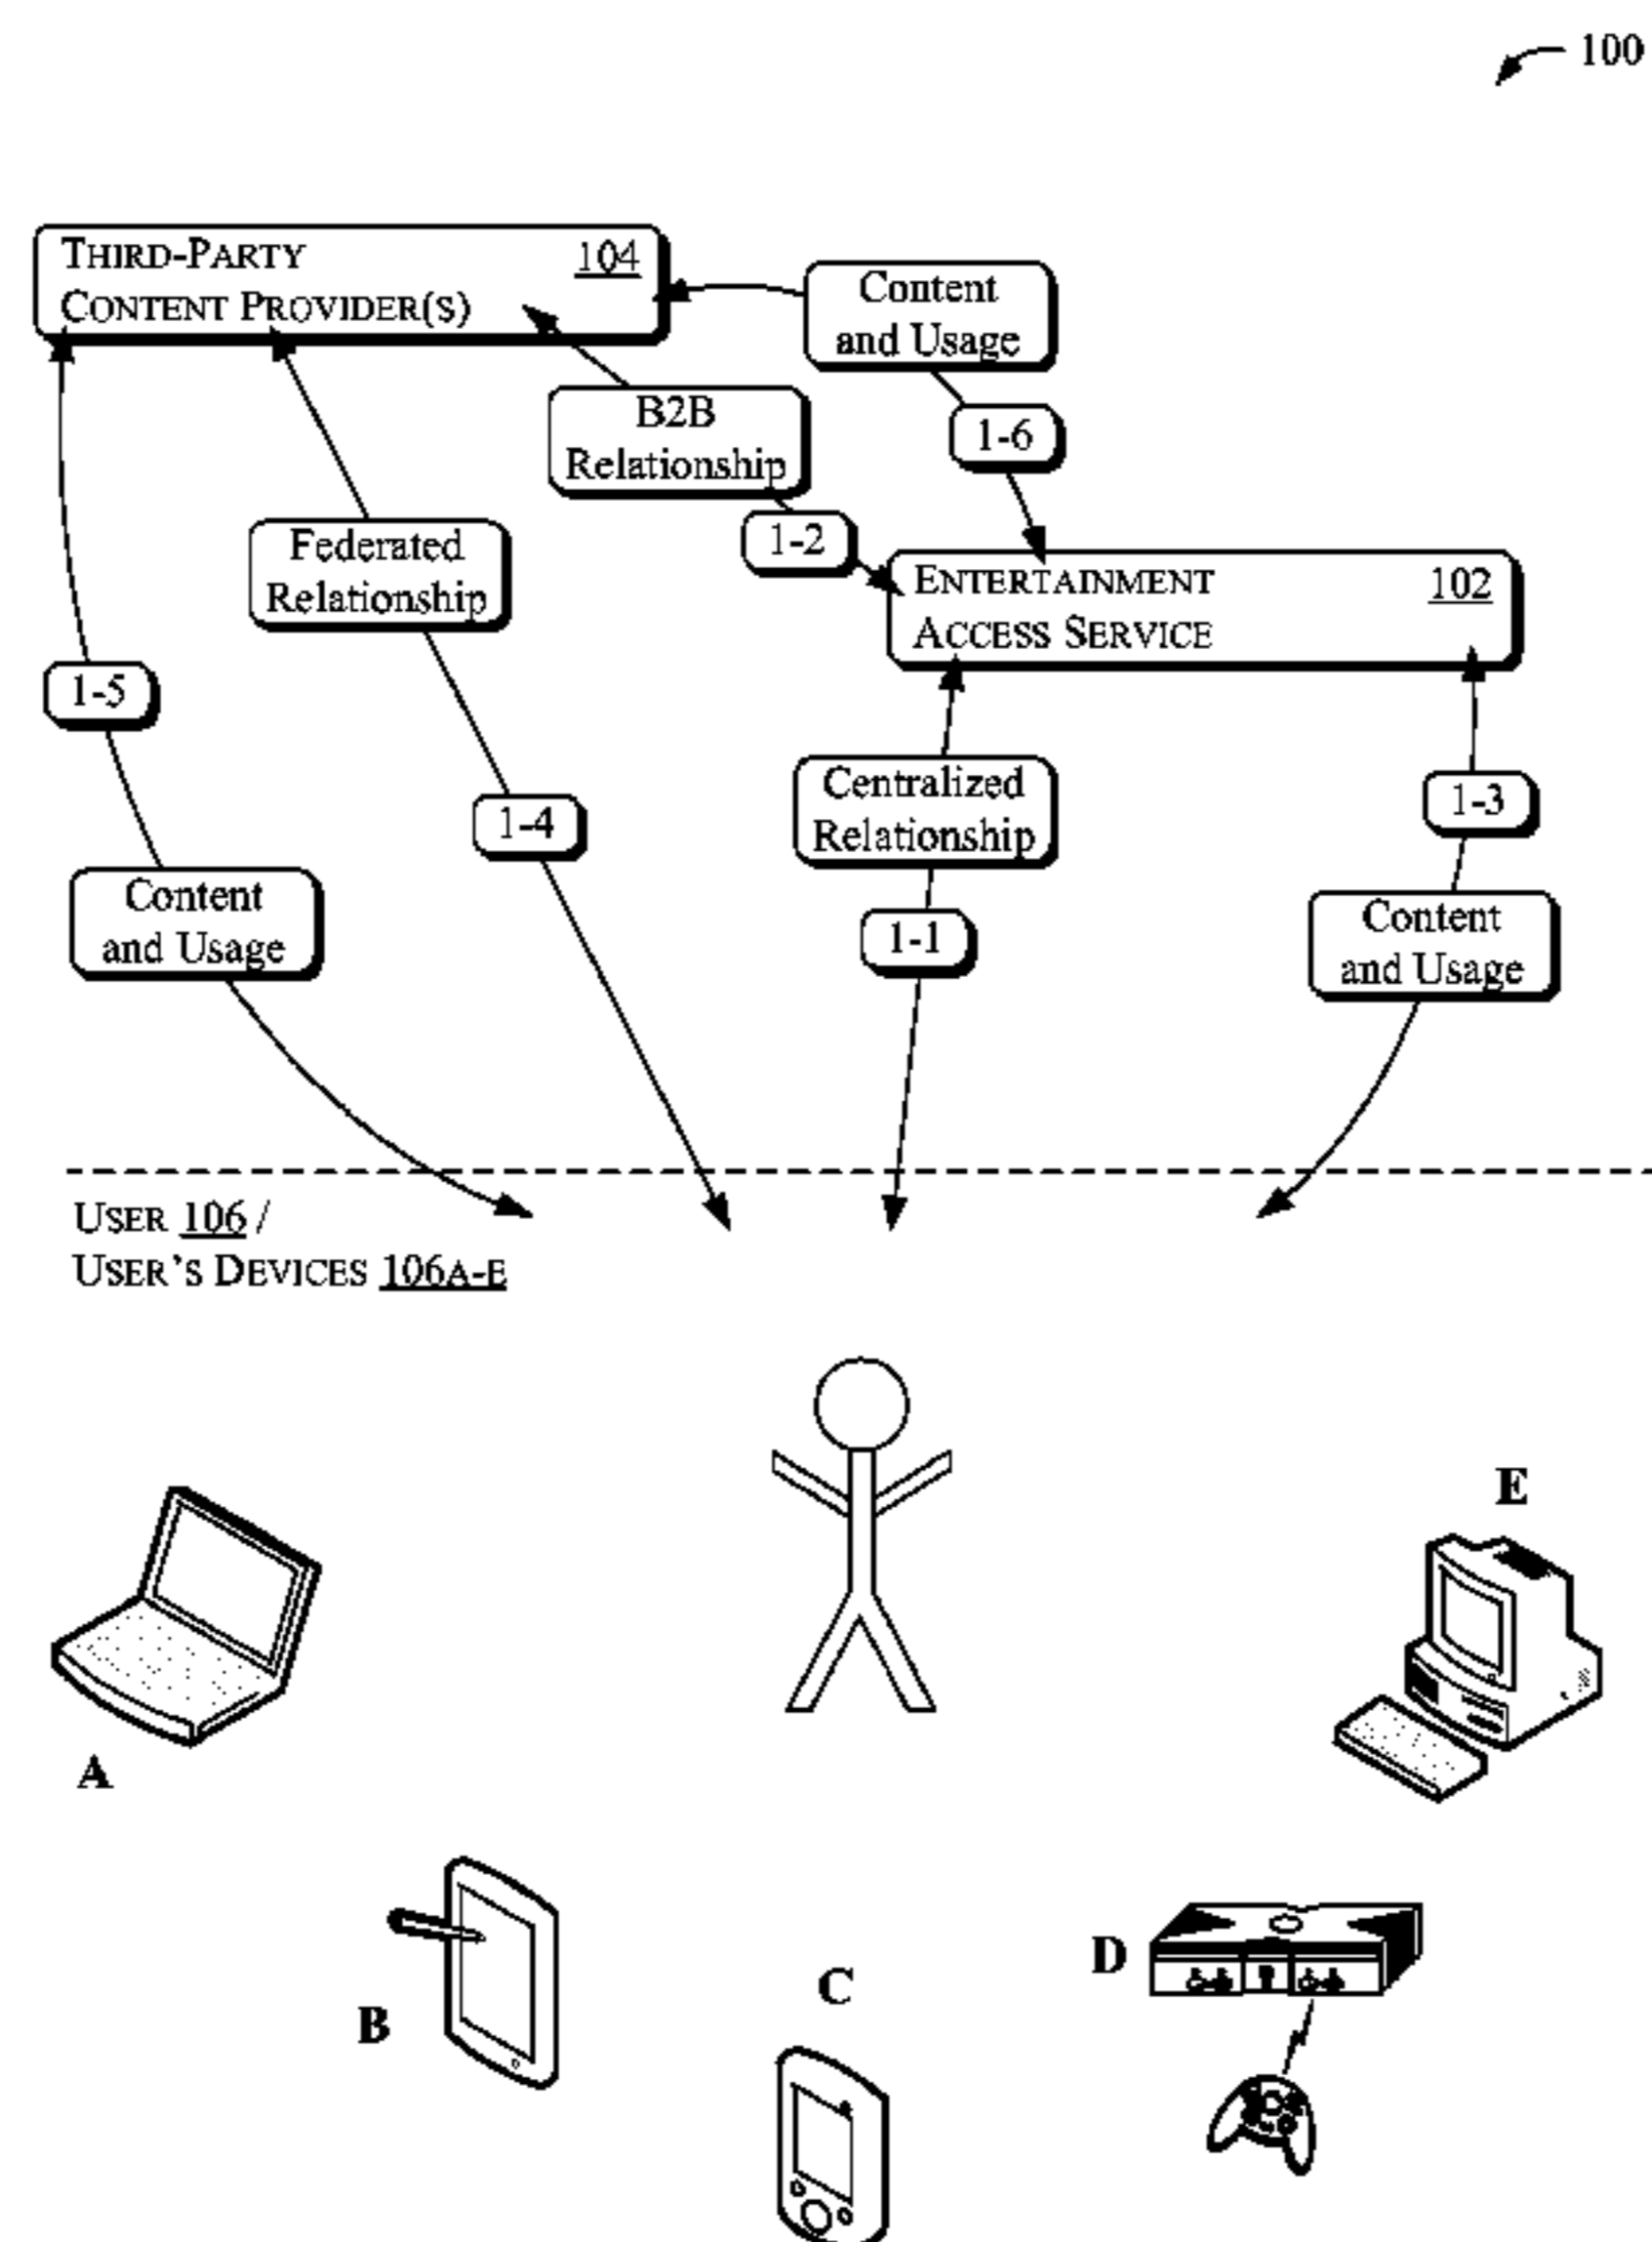 100
THIRD-PARTY 104
CONTENT PROVIDER(S)
Content
and Usage
B2B
Relationship
1-6
1-2
Federated
Relationship
ENTERTAINMENT 102
ACCESS SERVICE
1-5
1-4
Centralized
Relationship
1-3
Content
and Usage
1-1
Content
and Usage
USER 106 /
USER'S DEVICES 106A-E
A
E
B
C
D